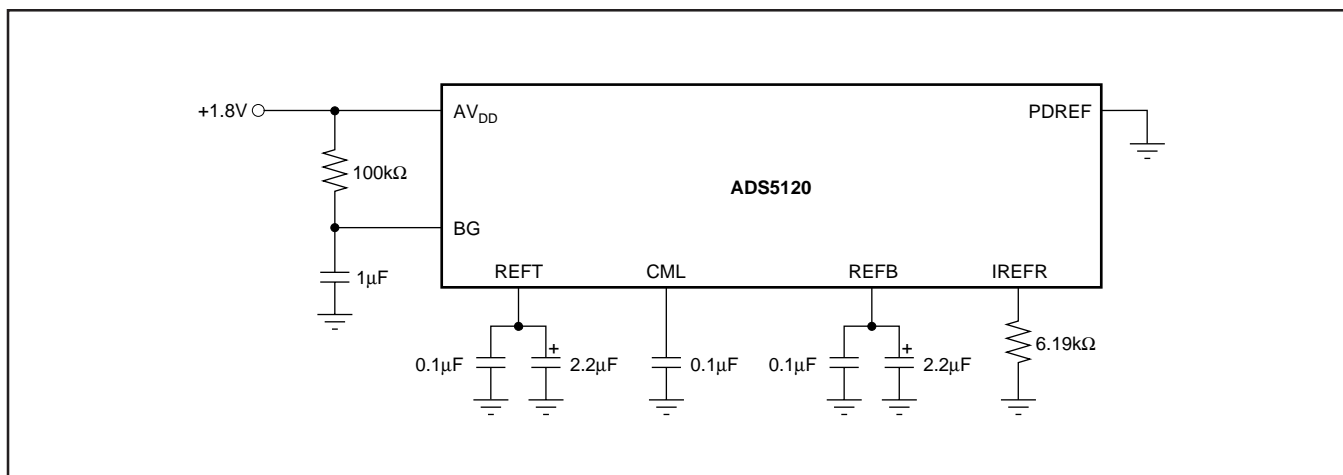 +1.8V
AVDD
PDREF
100kΩ
ADS5120
BG
1µF
REFT
CML
REFB
IREFR
0.1µF
+
2.2µF
0.1µF
0.1µF
+
2.2µF
6.19kΩ